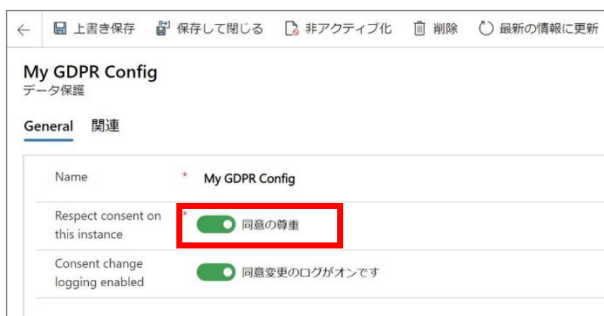 ← 上書き保存 保存して閉じる 非アクティブ化 削除 最新の情報に更新
My GDPR Config
データ保護
General 関連
Name * My GDPR Config
Respect consent on * 同意の尊重
this instance
Consent change 同意変更のログがオンです
logging enabled